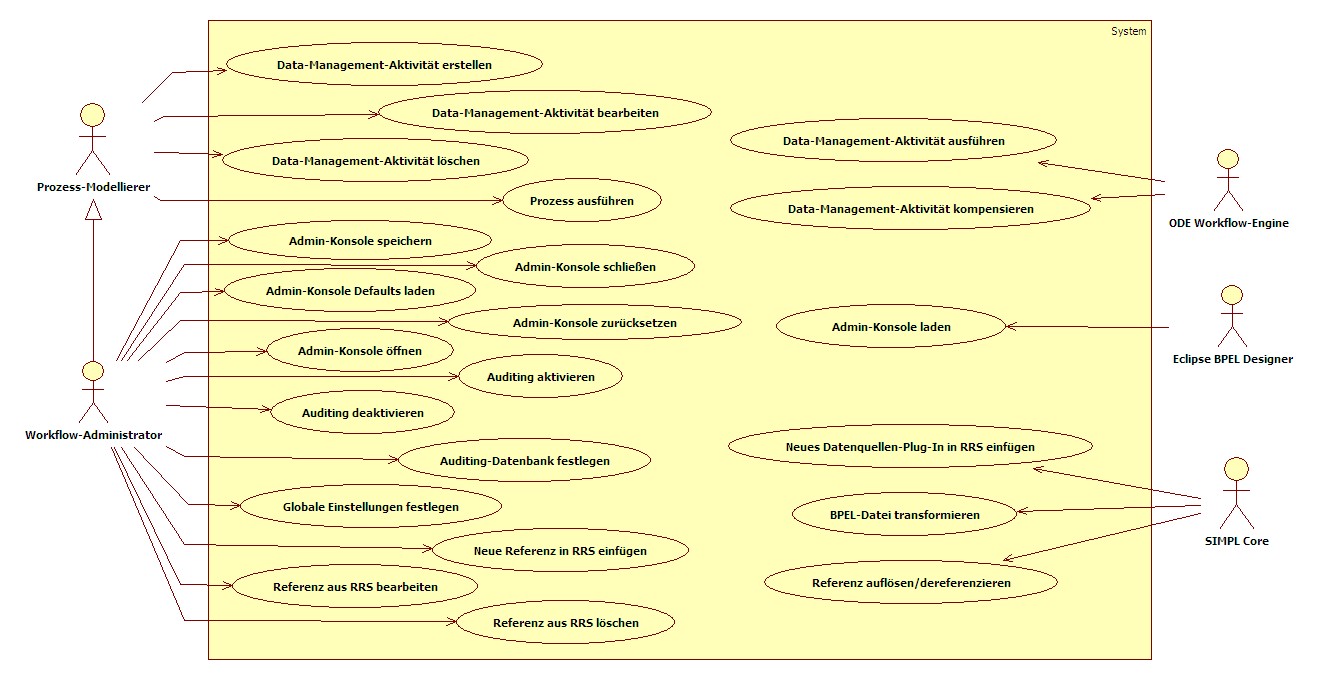 System
Data-Management-Aktivität erstellen
Data-Management-Aktivität bearbeiten
Data-Management-Aktivität ausführen
Data-Management-Aktivität löschen
Prozess-Modellierer
Prozess ausführen
Data-Management-Aktivität kompensieren
ODE Workflow-Engine
Admin-Konsole speichern
Admin-Konsole schließen
Admin-Konsole Defaults laden
Admin-Konsole zurücksetzen
Admin-Konsole laden
Admin-Konsole öffnen
Eclipse BPEL Designer
Auditing aktivieren
Auditing deaktivieren
Workflow-Administrator
Neues Datenquellen-Plug-In in RRS einfügen
Auditing-Datenbank festlegen
Globale Einstellungen festlegen
BPEL-Datei transformieren
SIMPL Core
Neue Referenz in RRS einfügen
Referenz auflösen/dereferenzieren
Referenz aus RRS bearbeiten
Referenz aus RRS löschen